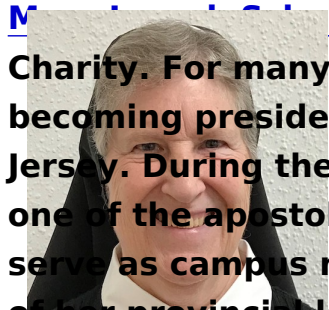 Charity. For many
becoming preside
Jersey. During the
one of the apostol
serve as campus